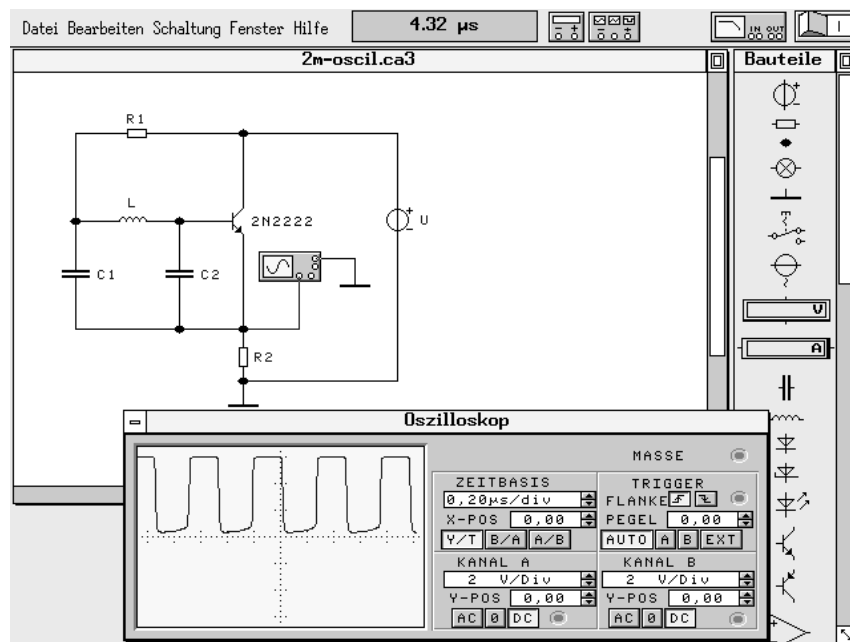 Datei Bearbeiten Schaltung Fenster Hilfe
4.32 µs
IN OUT
2m-oscil.ca3
Bauteile
R1
L
2N2222
U
C1
C2
R2
V
A
Oszilloskop
MASSE
ZEITBASIS
0,20µs/div
X-POS 0,00
Y/T B/A A/B
TRIGGER
FLANKE
PEGEL 0,00
AUTO A B EXT
KANAL A
2 V/Div
Y-POS 0,00
AC 0 DC
KANAL B
2 V/Div
Y-POS 0,00
AC 0 DC